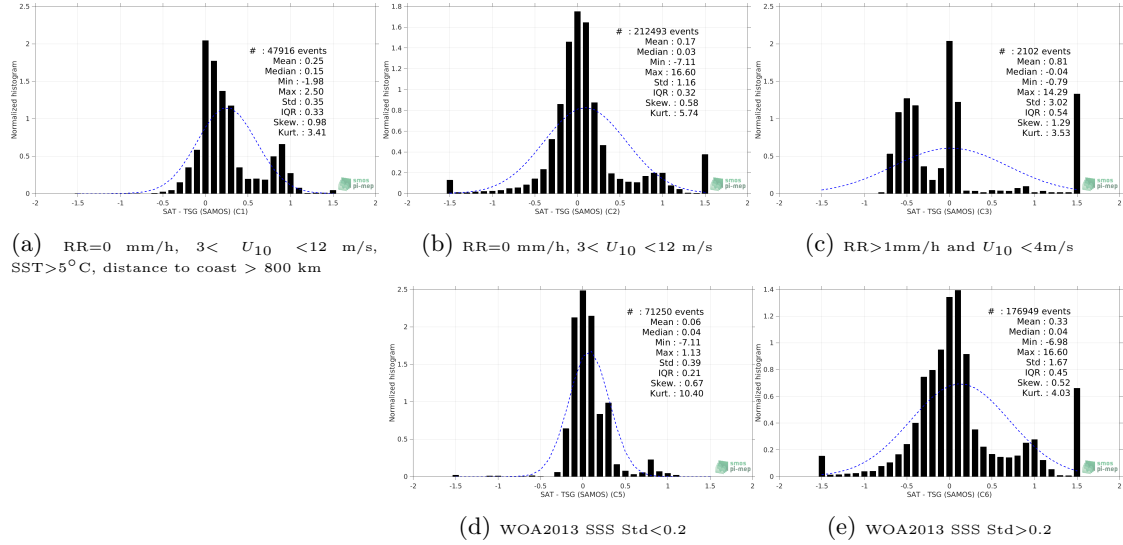 2.5
2
1.5
1
0.5
0
-2 -1.5 -1 -0.5 0 0.5 1 1.5 2
Normalized histogram
SAT - TSG (SAMOS) (C1)
# : 47916 events
Mean : 0.25
Median : 0.15
Min : -1.98
Max : 2.50
Std : 0.35
IQR : 0.33
Skew. : 0.98
Kurt. : 3.41
smos
pi-mep
(a) RR=0 mm/h, 3< U10 <12 m/s,
SST>5°C, distance to coast > 800 km
1.8
1.6
1.4
1.2
1
0.8
0.6
0.4
0.2
0
-2 -1.5 -1 -0.5 0 0.5 1 1.5 2
Normalized histogram
SAT - TSG (SAMOS) (C2)
# : 212493 events
Mean : 0.17
Median : 0.03
Min : -7.11
Max : 16.60
Std : 1.16
IQR : 0.32
Skew. : 0.58
Kurt. : 5.74
smos
pi-mep
(b) RR=0 mm/h, 3< U10 <12 m/s
2.5
2
1.5
1
0.5
0
-2 -1.5 -1 -0.5 0 0.5 1 1.5 2
Normalized histogram
SAT - TSG (SAMOS) (C3)
# : 2102 events
Mean : 0.81
Median : -0.04
Min : -0.79
Max : 14.29
Std : 3.02
IQR : 0.54
Skew. : 1.29
Kurt. : 3.53
smos
pi-mep
(c) RR>1mm/h and U10 <4m/s
2.5
2
1.5
1
0.5
0
-2 -1.5 -1 -0.5 0 0.5 1 1.5 2
Normalized histogram
SAT - TSG (SAMOS) (C5)
# : 71250 events
Mean : 0.06
Median : 0.04
Min : -7.11
Max : 1.13
Std : 0.39
IQR : 0.21
Skew. : 0.67
Kurt. : 10.40
smos
pi-mep
(d) WOA2013 SSS Std<0.2
1.4
1.2
1
0.8
0.6
0.4
0.2
0
-2 -1.5 -1 -0.5 0 0.5 1 1.5 2
Normalized histogram
SAT - TSG (SAMOS) (C6)
# : 176949 events
Mean : 0.33
Median : 0.04
Min : -6.98
Max : 16.60
Std : 1.67
IQR : 0.45
Skew. : 0.52
Kurt. : 4.03
smos
pi-mep
(e) WOA2013 SSS Std>0.2